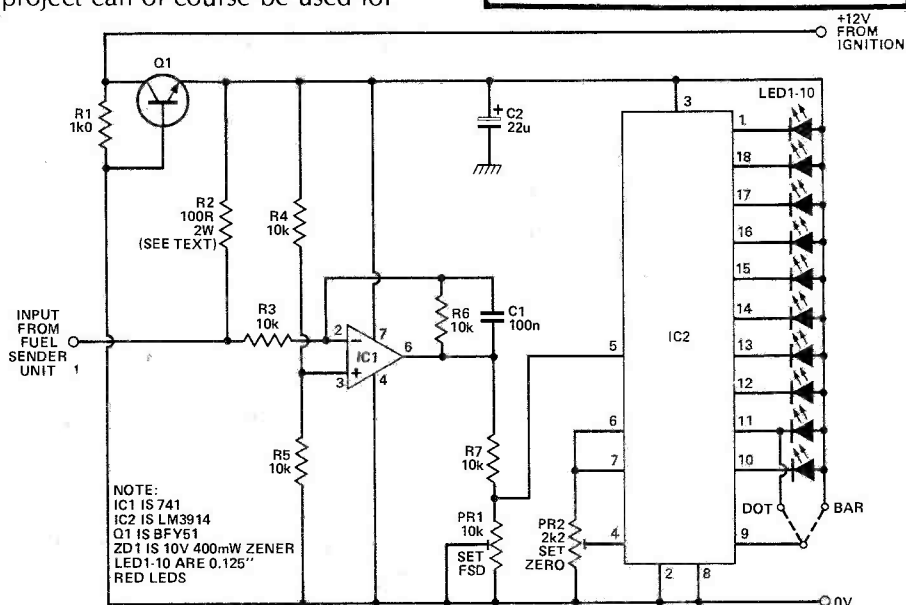 project can of course be used for
+12V
FROM
IGNITION
Q1
R1
1k0
+
C2
22u
3
LED1-10
1
18
17
16
15
14
13
12
11
10
R2
100R
2W
(SEE TEXT)
R4
10k
INPUT
FROM
FUEL
SENDER
UNIT
1
R3
10k
R6
10k
C1
100n
2
−
7
IC1
6
+
3
4
5
IC2
6
7
R5
10k
R7
10k
DOT
BAR
NOTE:
IC1 IS 741
IC2 IS LM3914
Q1 IS BFY51
ZD1 IS 10V 400mW ZENER
LED1-10 ARE 0.125"
RED LEDS
PR1
10k
SET
FSD
PR2
2k2
SET
ZERO
4
9
2
8
0V